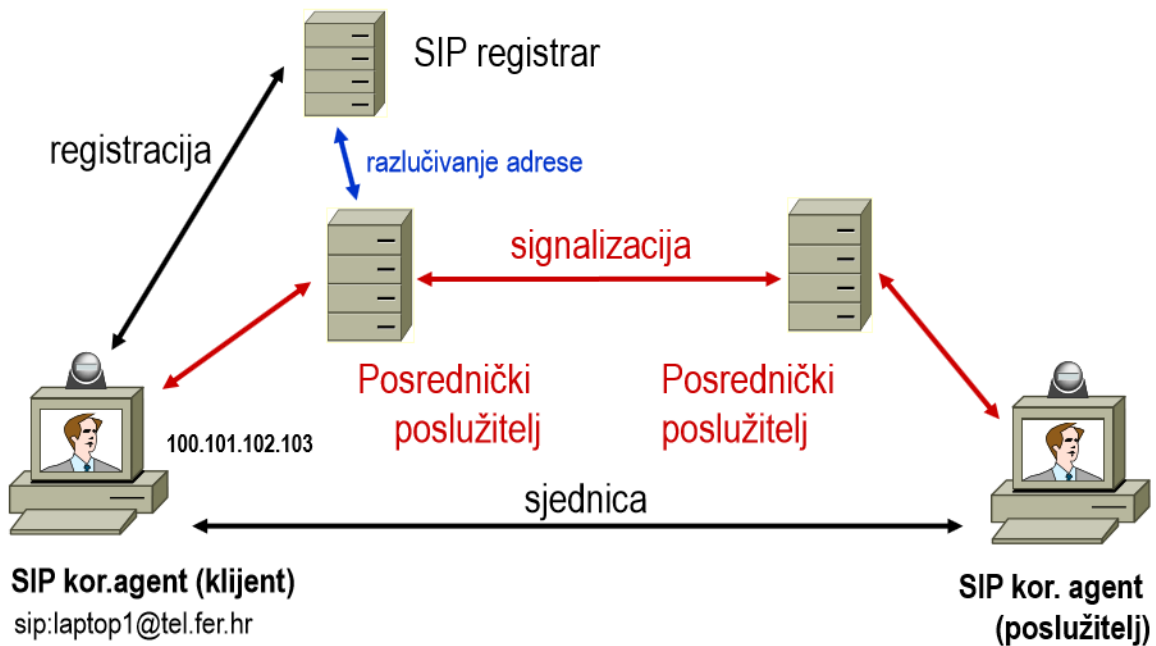 SIP registrar
registracija
razlučivanje adrese
signalizacija
Posrednički
poslužitelj
Posrednički
poslužitelj
100.101.102.103
sjednica
SIP kor.agent (klijent)
sip:laptop1@tel.fer.hr
SIP kor. agent
(poslužitelj)